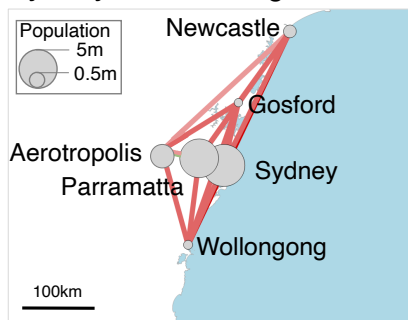 Newcastle
Population
5m
0.5m
Gosford
Aerotropolis
Sydney
Parramatta
Wollongong
100km